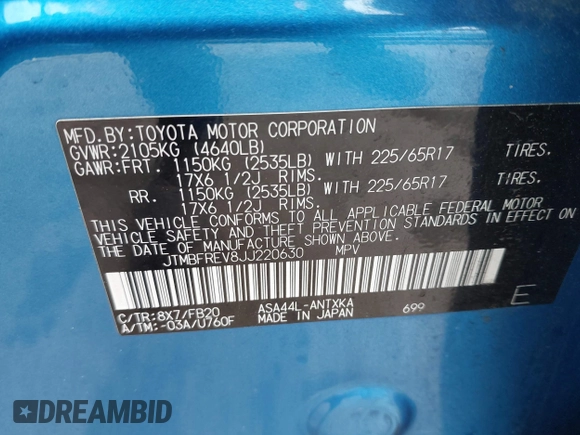 MFD. BY: TOYOTA MOTOR CORPORATION
GVWR: 2105KG (4640LB)
GAWR: FRT. 1150KG (2535LB) WITH 225/65R17 TIRES.
17X6 1/2J RIMS.
RR. 1150KG (2535LB) WITH 225/65R17 TIRES.
17X6 1/2J RIMS.
THIS VEHICLE CONFORMS TO ALL APPLICABLE FEDERAL MOTOR
VEHICLE SAFETY AND THEFT PREVENTION STANDARDS IN EFFECT ON
THE DATE OF MANUFACTURE SHOWN ABOVE.
JTMBFREV8JJ220630 MPV
C/TR: 8X7/FB20 ASA44L-ANTXKA 699 E
A/TM: -03A/U760F MADE IN JAPAN
DREAMBID